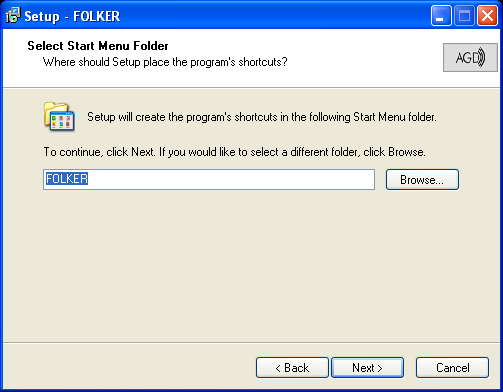 Setup - FOLKER
Select Start Menu Folder
Where should Setup place the program's shortcuts?
AGD
Setup will create the program's shortcuts in the following Start Menu folder.
To continue, click Next. If you would like to select a different folder, click Browse.
FOLKER
Browse...
< Back
Next >
Cancel